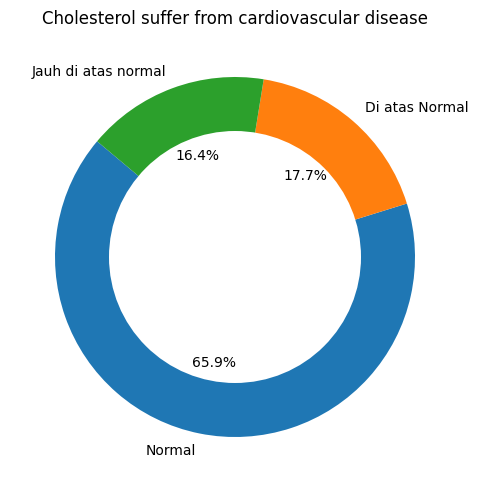 Cholesterol suffer from cardiovascular disease
Jauh di atas normal
Di atas Normal
16.4%
17.7%
65.9%
Normal